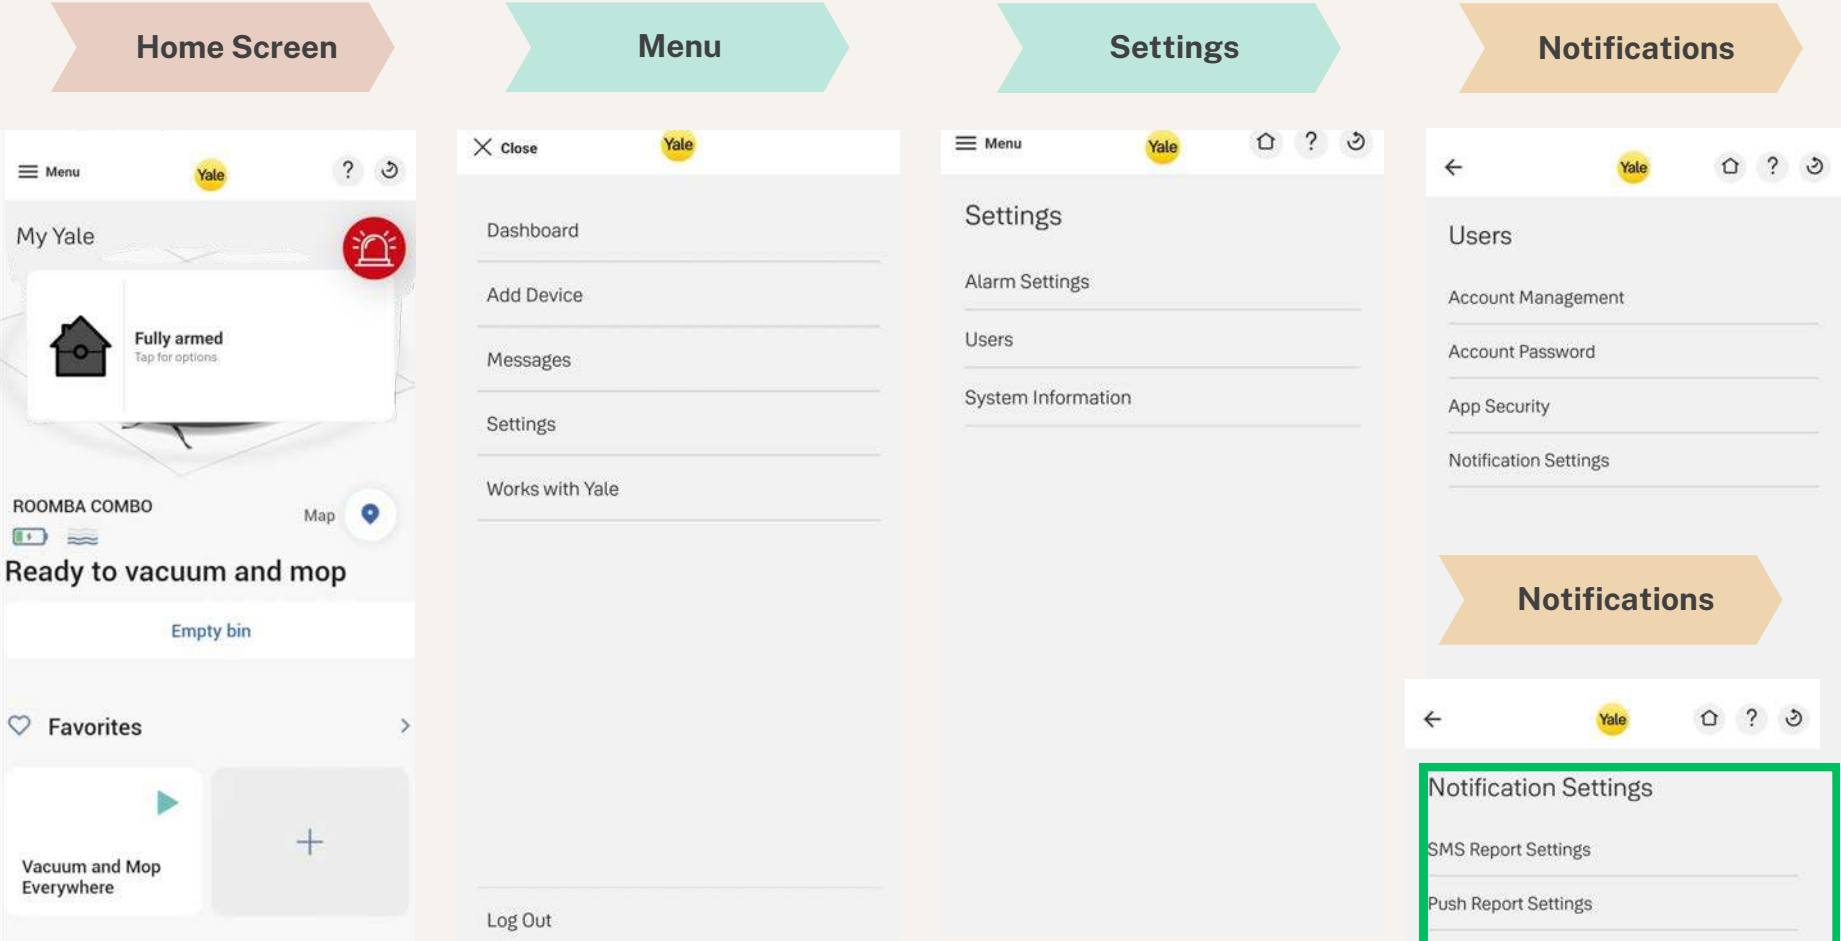 Home Screen
Menu
Settings
Notifications
Menu
Yale
?
My Yale
Fully armed
Tap for options
ROOMBA COMBO
Map
Ready to vacuum and mop
Empty bin
Favorites
Vacuum and Mop
Everywhere
Close
Yale
Dashboard
Add Device
Messages
Settings
Works with Yale
Log Out
Menu
Yale
?
Settings
Alarm Settings
Users
System Information
Yale
?
Users
Account Management
Account Password
App Security
Notification Settings
Notifications
Yale
?
Notification Settings
SMS Report Settings
Push Report Settings